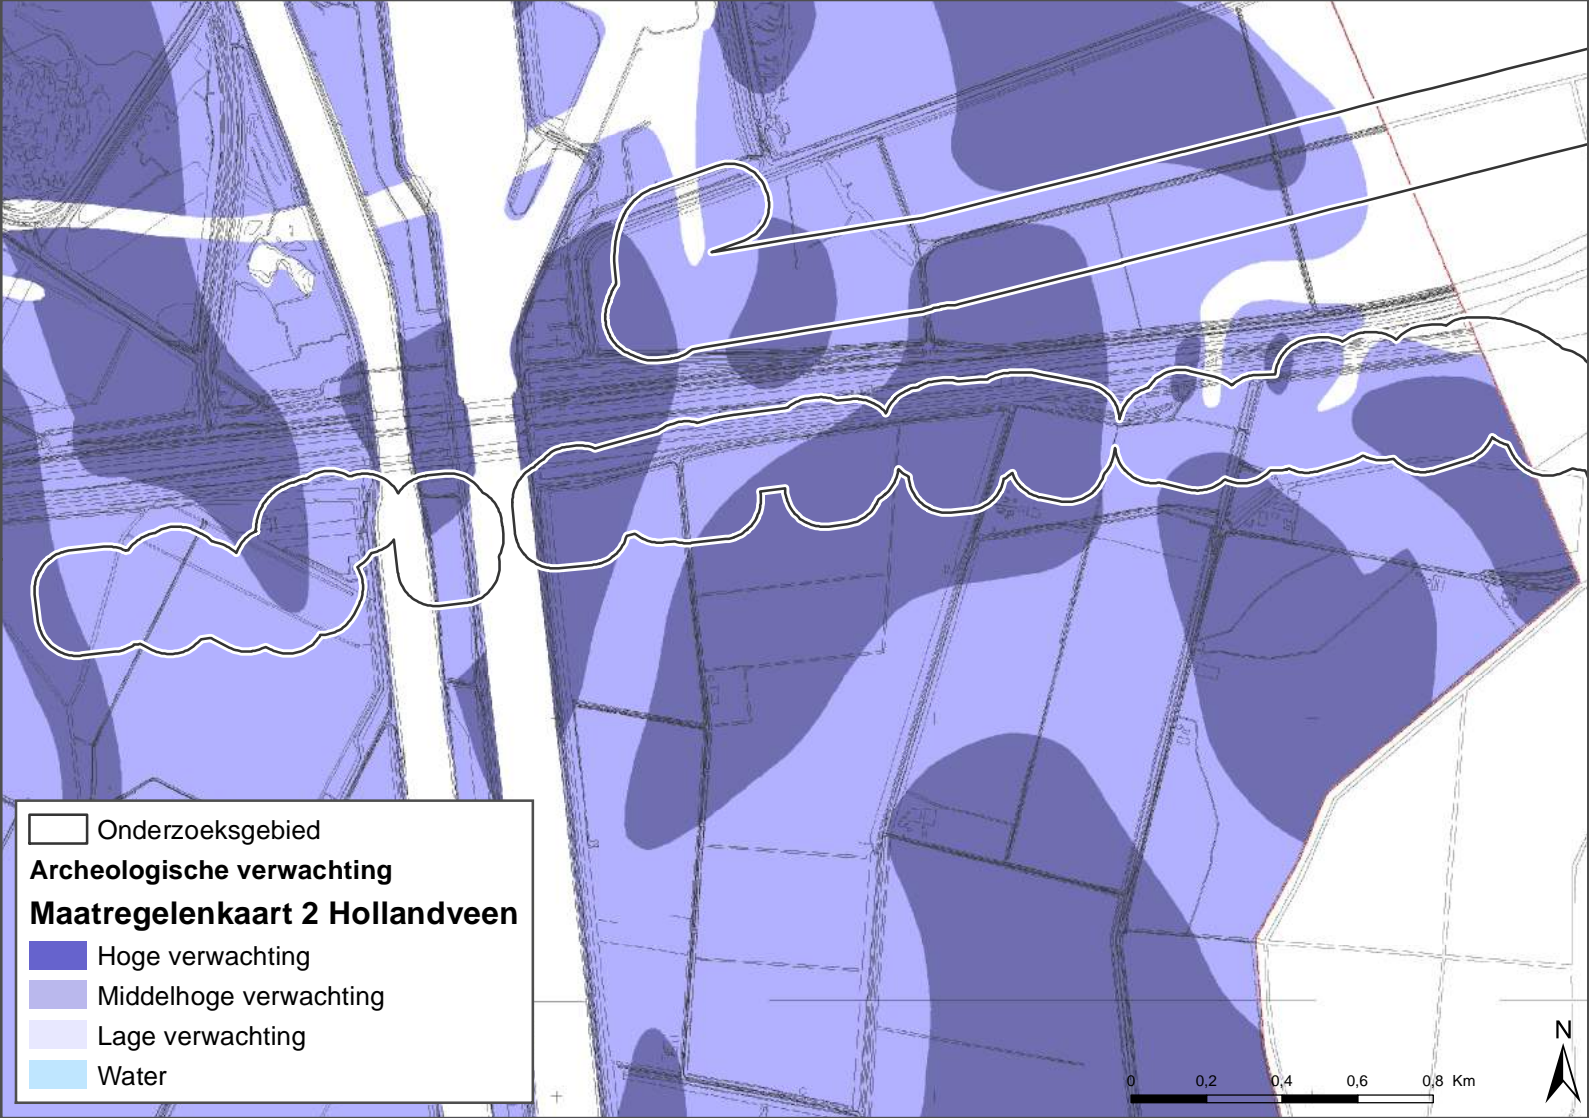 Onderzoeksgebied
Archeologische verwachting
Maatregelenkaart 2 Hollandveen
Hoge verwachting
Middelhoge verwachting
Lage verwachting
Water
N
0 0,2 0,4 0,6 0,8 Km